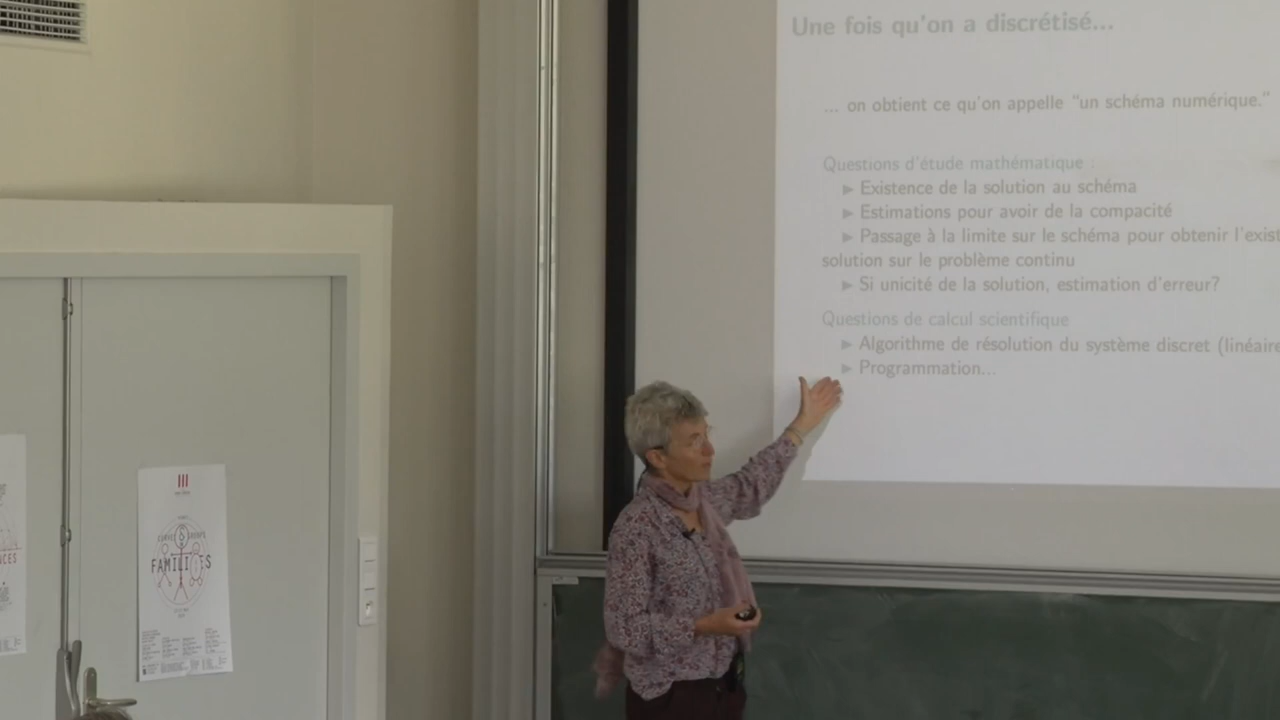 Une fois qu'on a discrétisé...
... on obtient ce qu'on appelle "un schéma numérique."
Questions d'étude mathématique :
► Existence de la solution au schéma
► Estimations pour avoir de la compacité
► Passage à la limite sur le schéma pour obtenir l'exist
solution sur le problème continu
► Si unicité de la solution, estimation d'erreur?
Questions de calcul scientifique
► Algorithme de résolution du système discret (linéaire
► Programmation...
FAMILIES